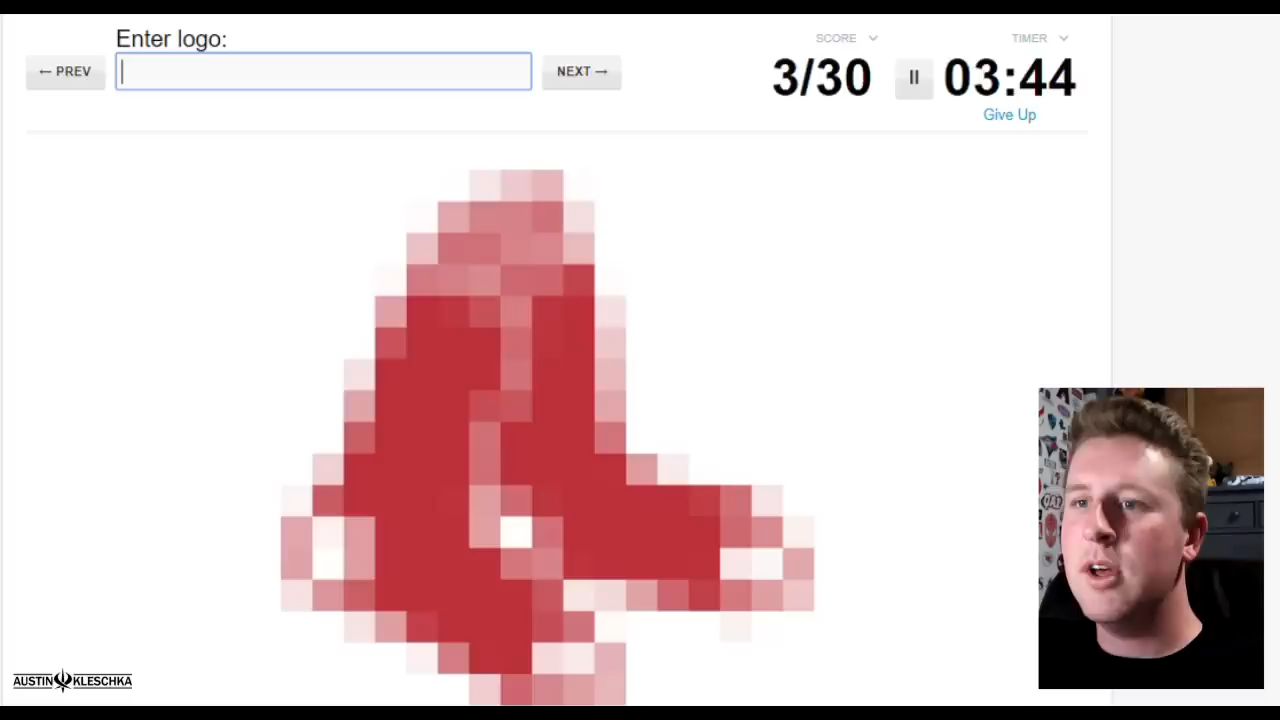 Enter logo:
← PREV
NEXT →
SCORE
3/30
TIMER
03:44
Give Up
AUSTIN KLESCHKA